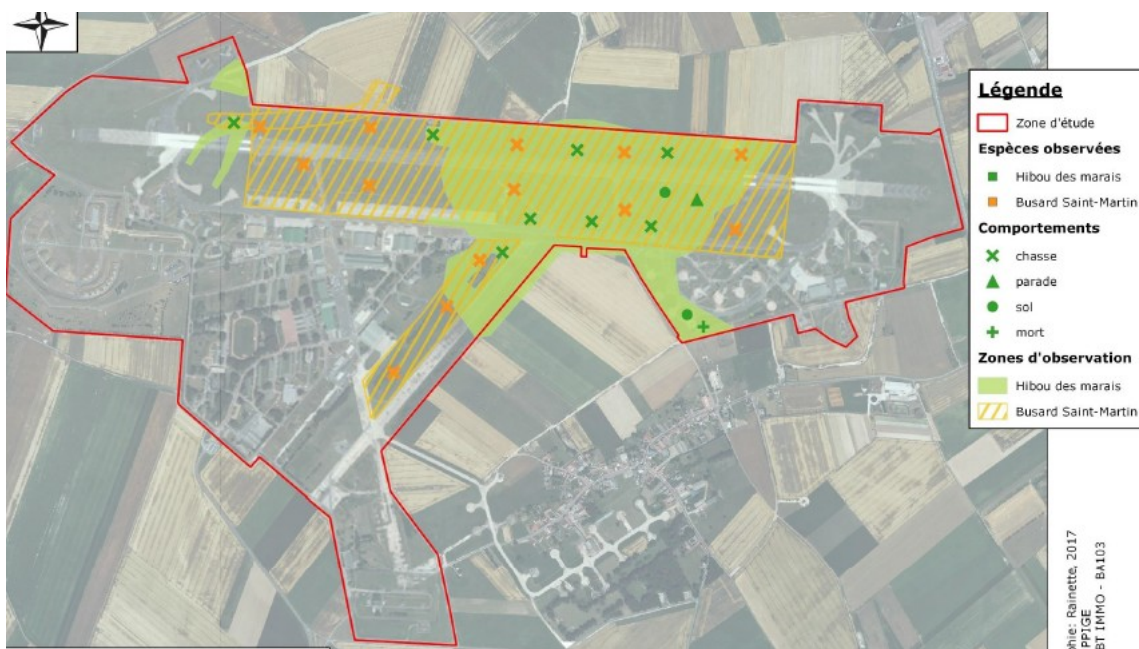 Légende
Zone d'étude
Espèces observées
Hibou des marais
Busard Saint-Martin
Comportements
chasse
parade
sol
mort
Zones d'observation
Hibou des marais
Busard Saint-Martin
phie: Rainette, 2017
PPIGE
BT IMMO - BA103